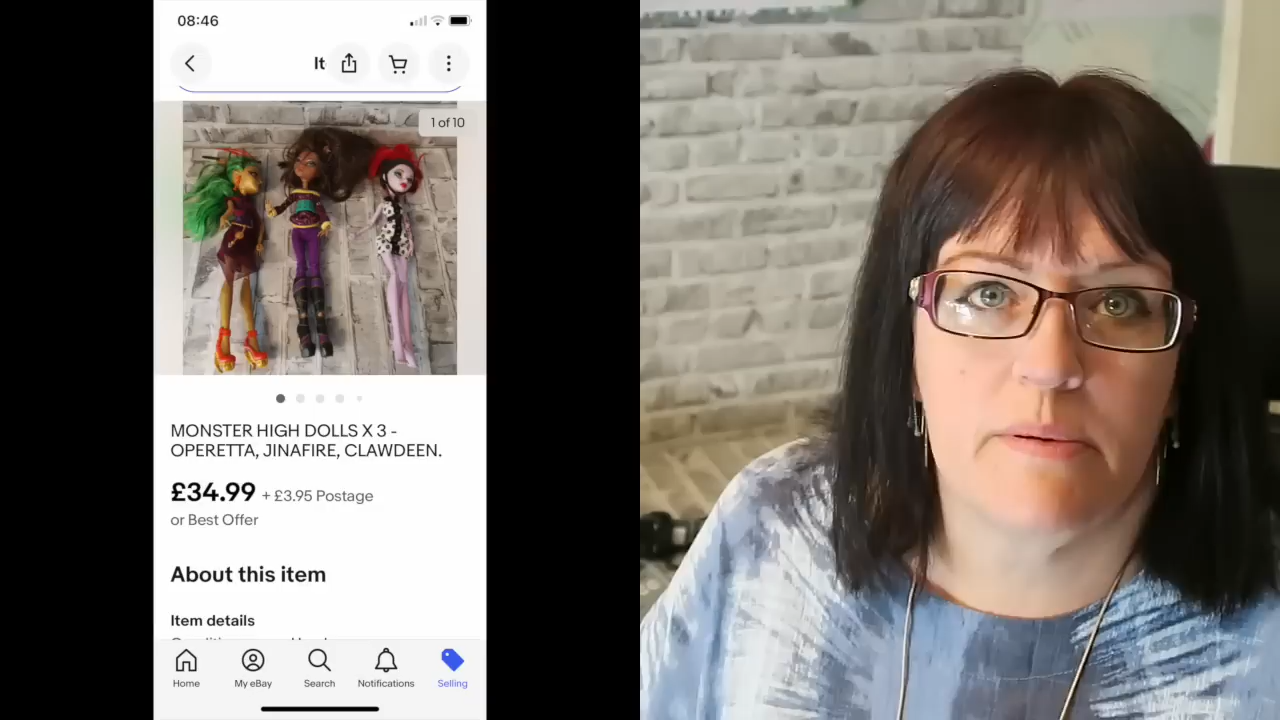 08:46
It
1 of 10
MONSTER HIGH DOLLS X 3 -
OPERETTA, JINAFIRE, CLAWDEEN.
£34.99 + £3.95 Postage
or Best Offer
About this item
Item details
Home My eBay Search Notifications Selling